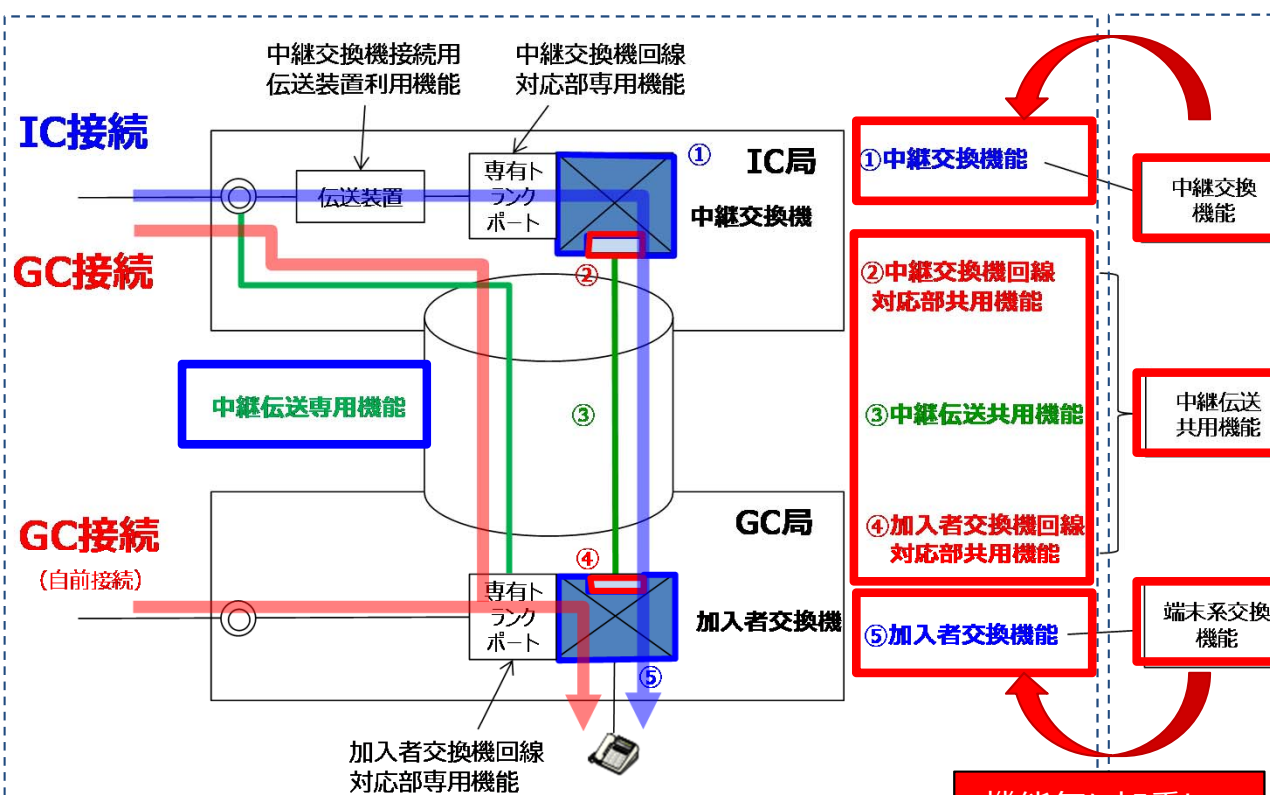 中継交換機接続用
伝送装置利用機能
中継交換機回線
対応部専用機能
IC接続
①
IC局
専有ト
ランク
ポート
伝送装置
中継交換機
GC接続
②
中継伝送専用機能
③
GC局
GC接続
(自前接続)
④
専有ト
ランク
ポート
加入者交換機
⑤
加入者交換機回線
対応部専用機能
①中継交換機能
②中継交換機回線
対応部共用機能
③中継伝送共用機能
④加入者交換機回線
対応部共用機能
⑤加入者交換機能
中継交換
機能
中継伝送
共用機能
端末系交換
機能